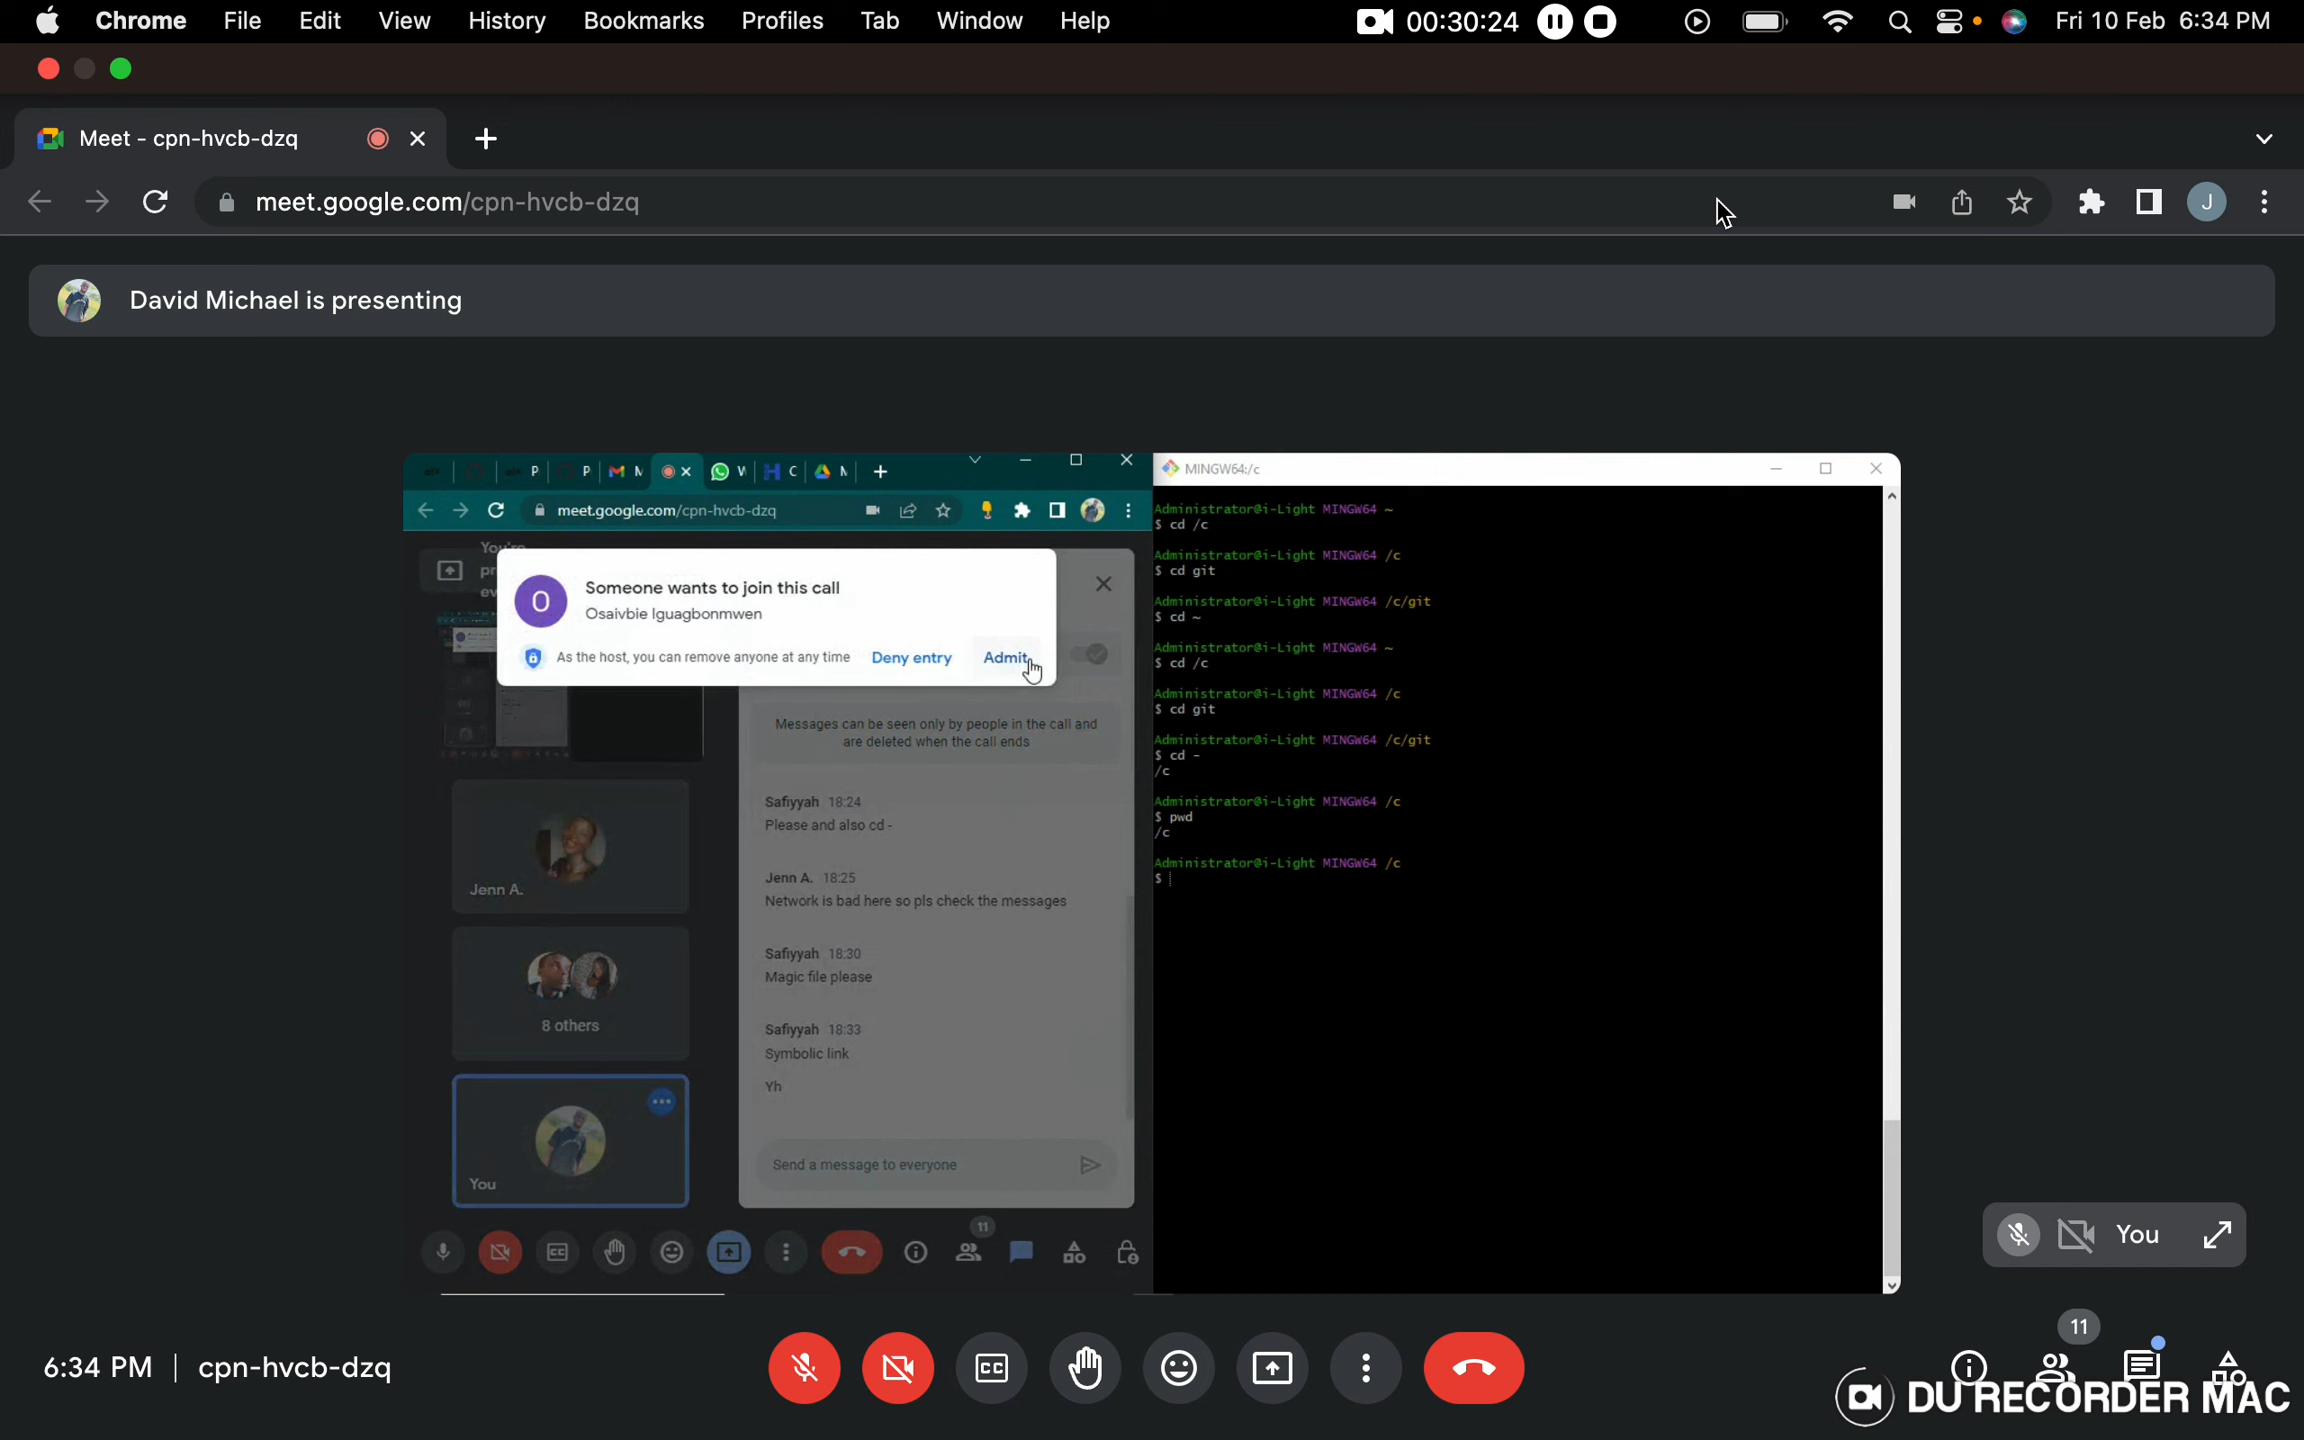 Chrome File Edit View History Bookmarks Profiles Tab Window Help 00:30:24 Fri 10 Feb 6:34 PM
Meet - cpn-hvcb-dzq
meet.google.com/cpn-hvcb-dzq J
David Michael is presenting
P P M W C M
meet.google.com/cpn-hvcb-dzq
You're
Someone wants to join this call
O
Osaivbie Iguagbonmwen
As the host, you can remove anyone at any time Deny entry Admit
Messages can be seen only by people in the call and
are deleted when the call ends
Safiyyah 18:24
Please and also cd -
Jenn A. 18:25
Network is bad here so pls check the messages
Safiyyah 18:30
Magic file please
Safiyyah 18:33
Symbolic link
Yh
Send a message to everyone
Jenn A.
8 others
You
11
MINGW64:/c
Administrator@i-Light MINGW64 ~
$ cd /c
Administrator@i-Light MINGW64 /c
$ cd git
Administrator@i-Light MINGW64 /c/git
$ cd ~
Administrator@i-Light MINGW64 ~
$ cd /c
Administrator@i-Light MINGW64 /c
$ cd git
Administrator@i-Light MINGW64 /c/git
$ cd -
/c
Administrator@i-Light MINGW64 /c
$ pwd
/c
Administrator@i-Light MINGW64 /c
$
You
6:34 PM | cpn-hvcb-dzq
11
DU RECORDER MAC